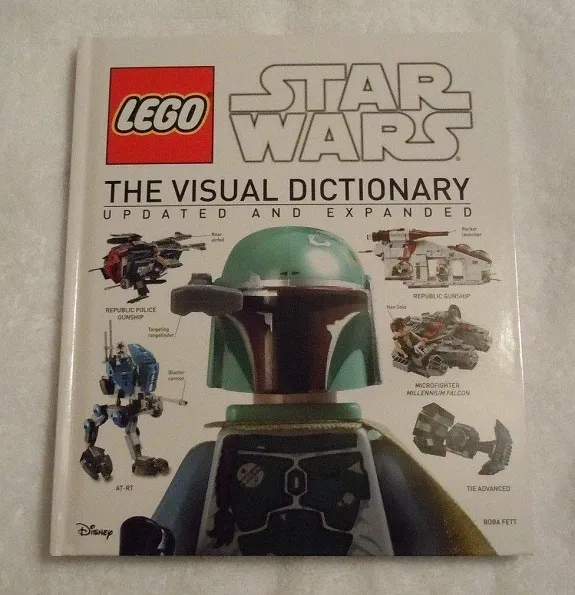 LEGO
STAR
WARS
THE VISUAL DICTIONARY
UPDATED AND EXPANDED
Rear
airfoil
REPUBLIC POLICE
GUNSHIP
Rocket
launcher
REPUBLIC GUNSHIP
Targeting
rangefinder
Han Solo
Blaster
cannon
MICROFIGHTER
MILLENNIUM FALCON
AT-RT
TIE ADVANCED
Disney
BOBA FETT